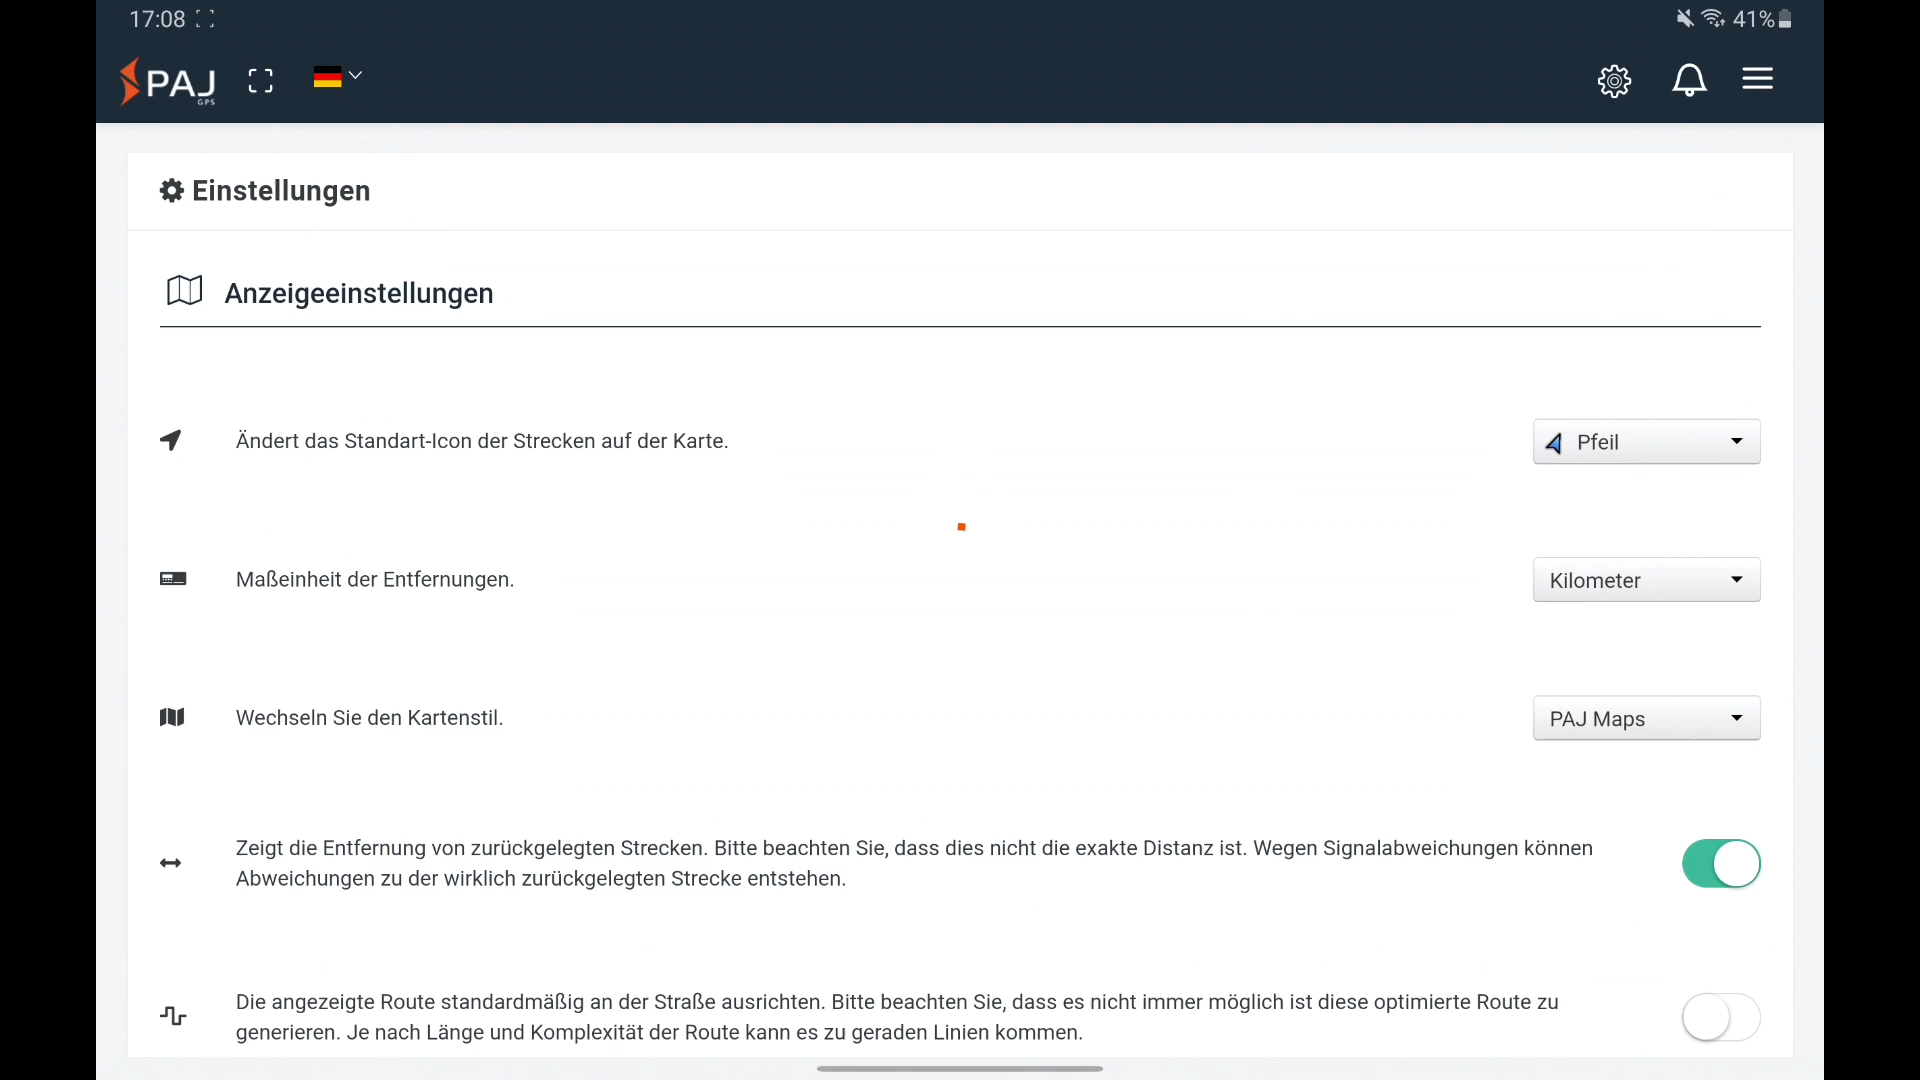 17:08
41%
PAJ
GPS
Einstellungen
Anzeigeeinstellungen
Ändert das Standart-Icon der Strecken auf der Karte.
Pfeil
Maßeinheit der Entfernungen.
Kilometer
Wechseln Sie den Kartenstil.
PAJ Maps
Zeigt die Entfernung von zurückgelegten Strecken. Bitte beachten Sie, dass dies nicht die exakte Distanz ist. Wegen Signalabweichungen können
Abweichungen zu der wirklich zurückgelegten Strecke entstehen.
Die angezeigte Route standardmäßig an der Straße ausrichten. Bitte beachten Sie, dass es nicht immer möglich ist diese optimierte Route zu
generieren. Je nach Länge und Komplexität der Route kann es zu geraden Linien kommen.